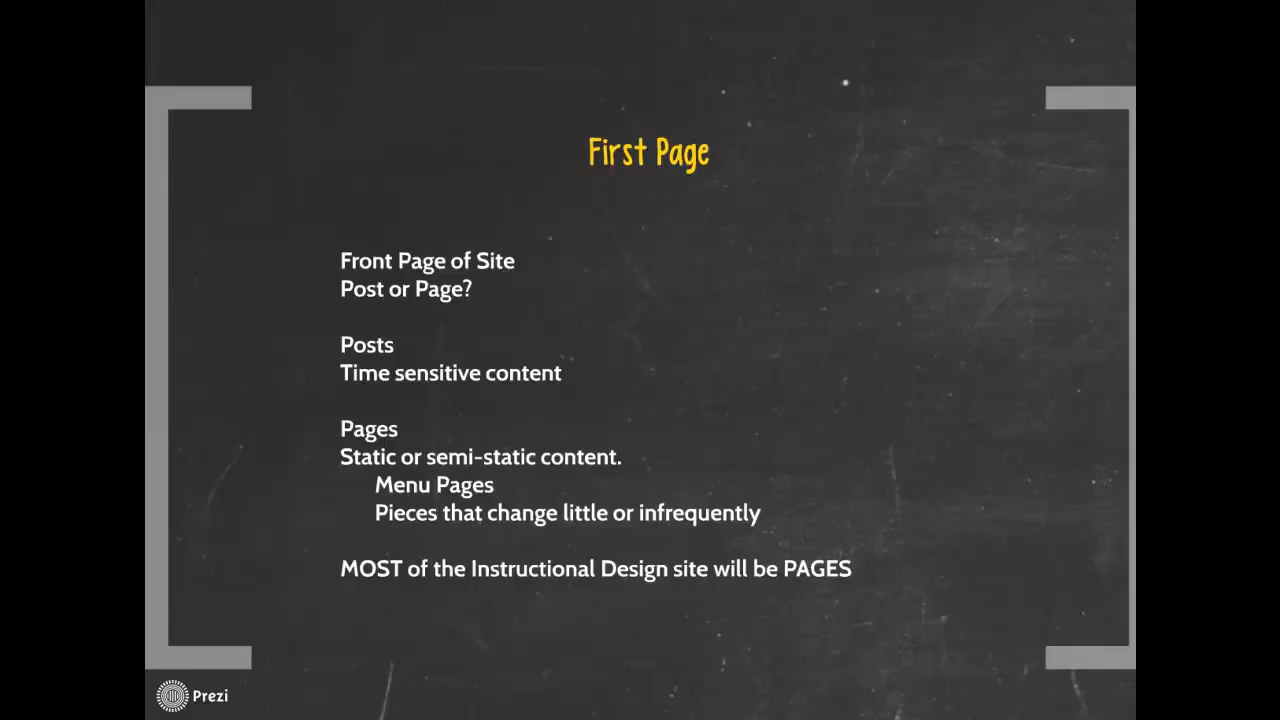 First Page
Front Page of Site
Post or Page?
Posts
Time sensitive content
Pages
Static or semi-static content.
Menu Pages
Pieces that change little or infrequently
MOST of the Instructional Design site will be PAGES
Prezi